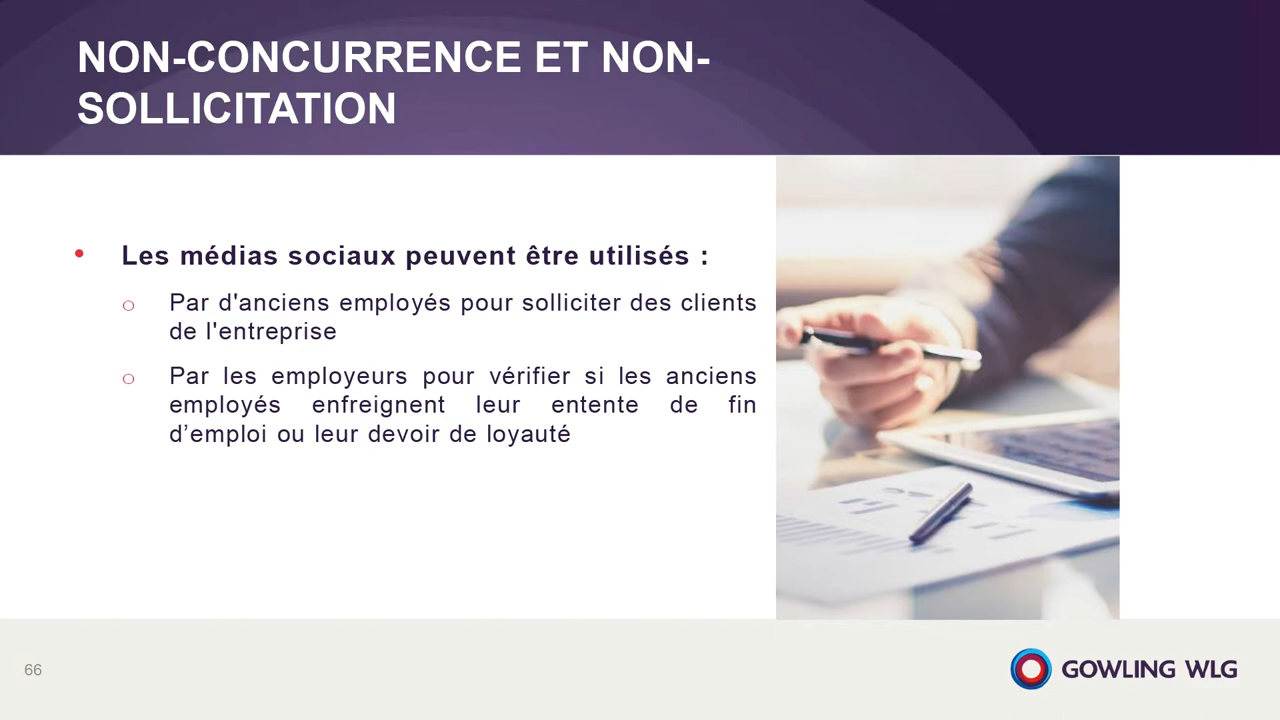 NON-CONCURRENCE ET NON-
SOLLICITATION
• Les médias sociaux peuvent être utilisés :
o Par d'anciens employés pour solliciter des clients
de l'entreprise
o Par les employeurs pour vérifier si les anciens
employés enfreignent leur entente de fin
d’emploi ou leur devoir de loyauté
66
GOWLING WLG